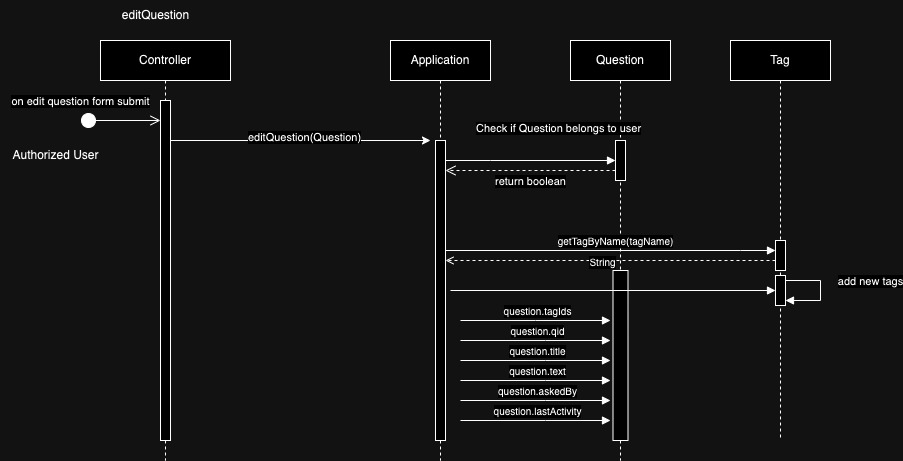 editQuestion
Controller
Application
Question
Tag
on edit question form submit
Authorized User
editQuestion(Question)
Check if Question belongs to user
return boolean
getTagByName(tagName)
String
add new tags
question.tagIds
question.qid
question.title
question.text
question.askedBy
question.lastActivity